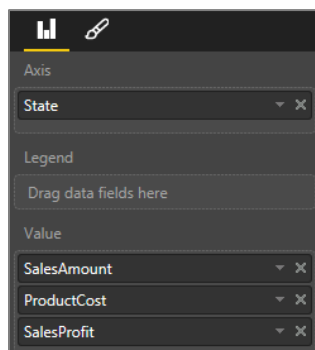 Axis
State
Legend
Drag data fields here
Value
SalesAmount
ProductCost
SalesProfit